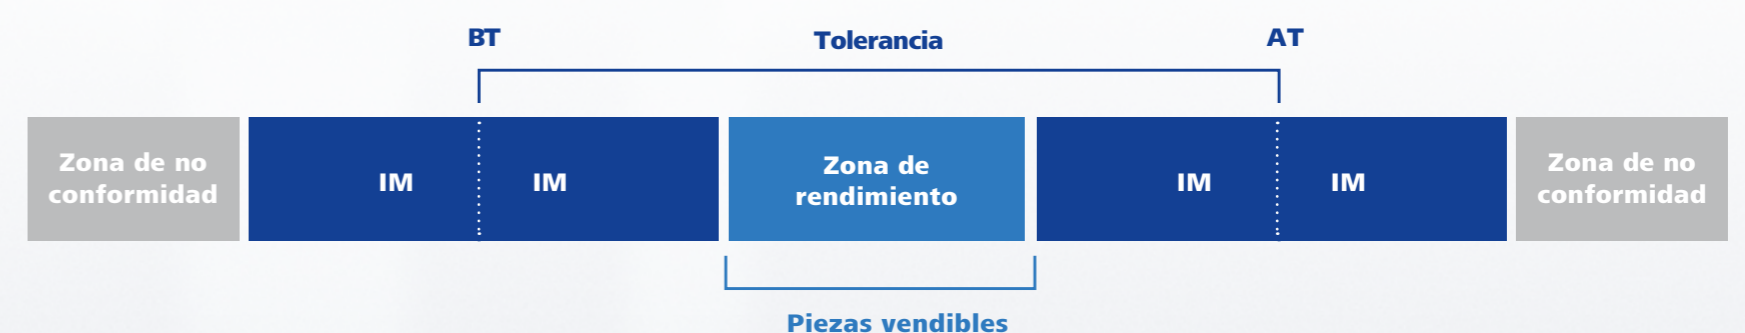 BT
Tolerancia
AT
Zona de no
conformidad
IM
IM
Zona de
rendimiento
IM
IM
Zona de no
conformidad
Piezas vendibles